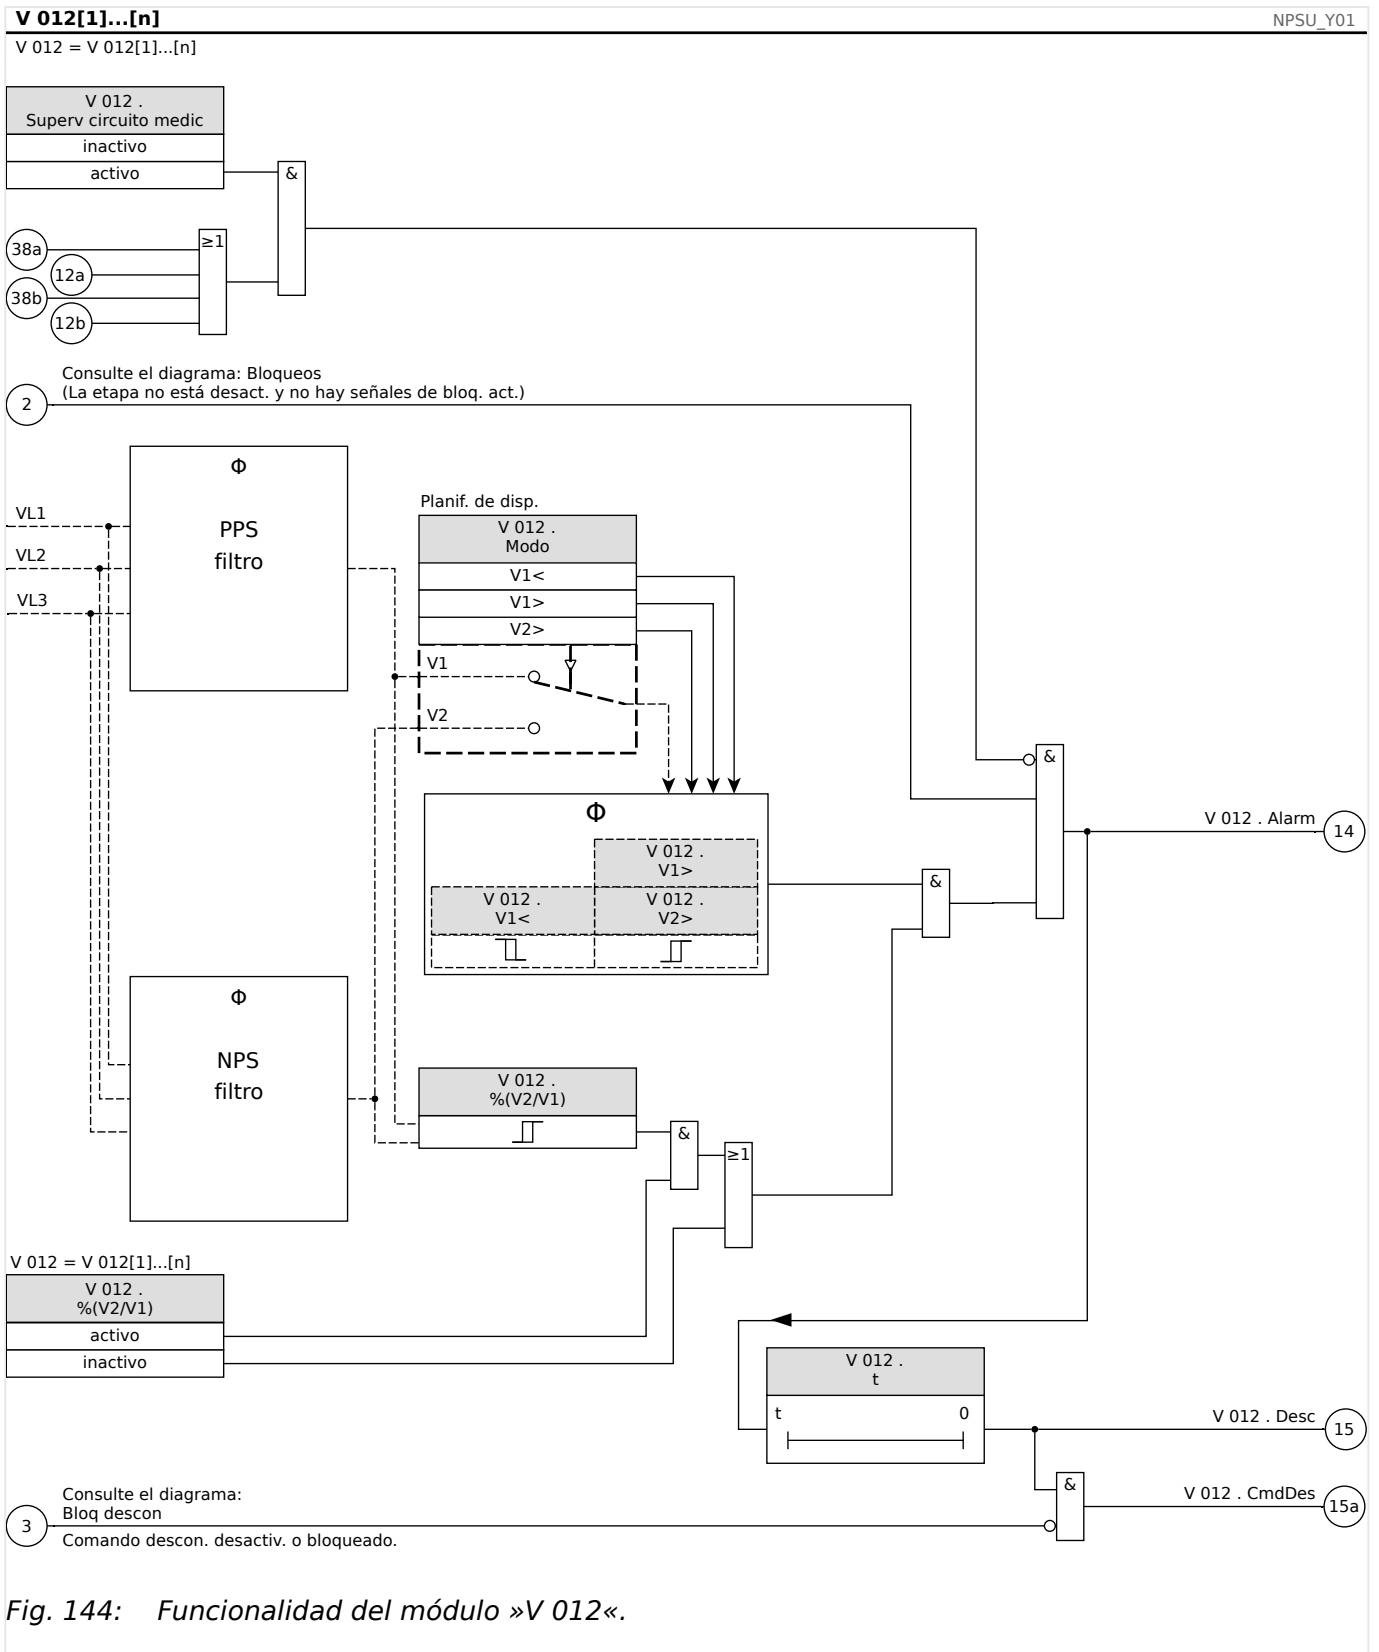 V 012[1]...[n]
NPSU_Y01
V 012 = V 012[1]...[n]
V 012 .
Superv circuito medic
inactivo
activo
&
≥1
38a
12a
38b
12b
Consulte el diagrama: Bloqueos
(La etapa no está desact. y no hay señales de bloq. act.)
2
Φ
PPS
filtro
VL1
VL2
VL3
Planif. de disp.
V 012 .
Modo
V1<
V1>
V2>
V1
V2
&
V 012 . Alarm
14
Φ
V 012 .
V1>
V 012 .
V1<
V 012 .
V2>
&
Φ
NPS
filtro
V 012 .
%(V2/V1)
&
≥1
V 012 = V 012[1]...[n]
V 012 .
%(V2/V1)
activo
inactivo
V 012 .
t
t 0
V 012 . Desc
15
&
V 012 . CmdDes
15a
Consulte el diagrama:
Bloq descon
3
Comando descon. desactiv. o bloqueado.
Fig. 144: Funcionalidad del módulo »V 012«.